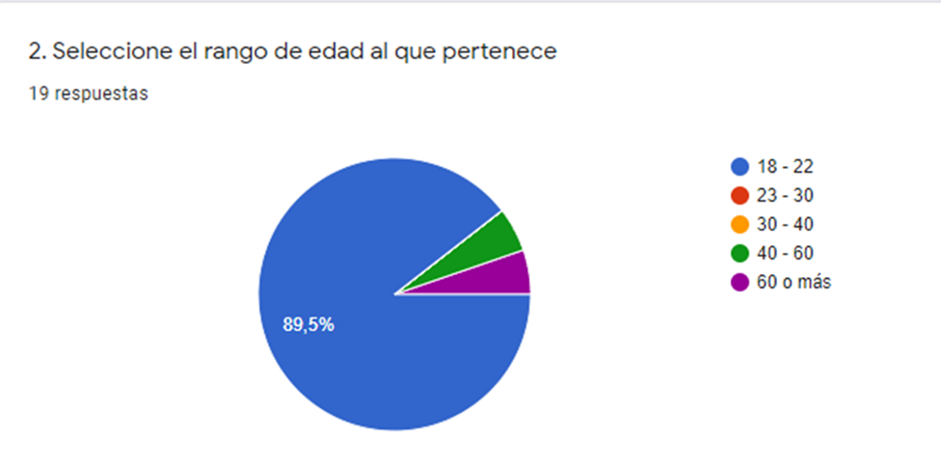 2. Seleccione el rango de edad al que pertenece
19 respuestas
18 - 22
23 - 30
30 - 40
40 - 60
60 o más
89,5%